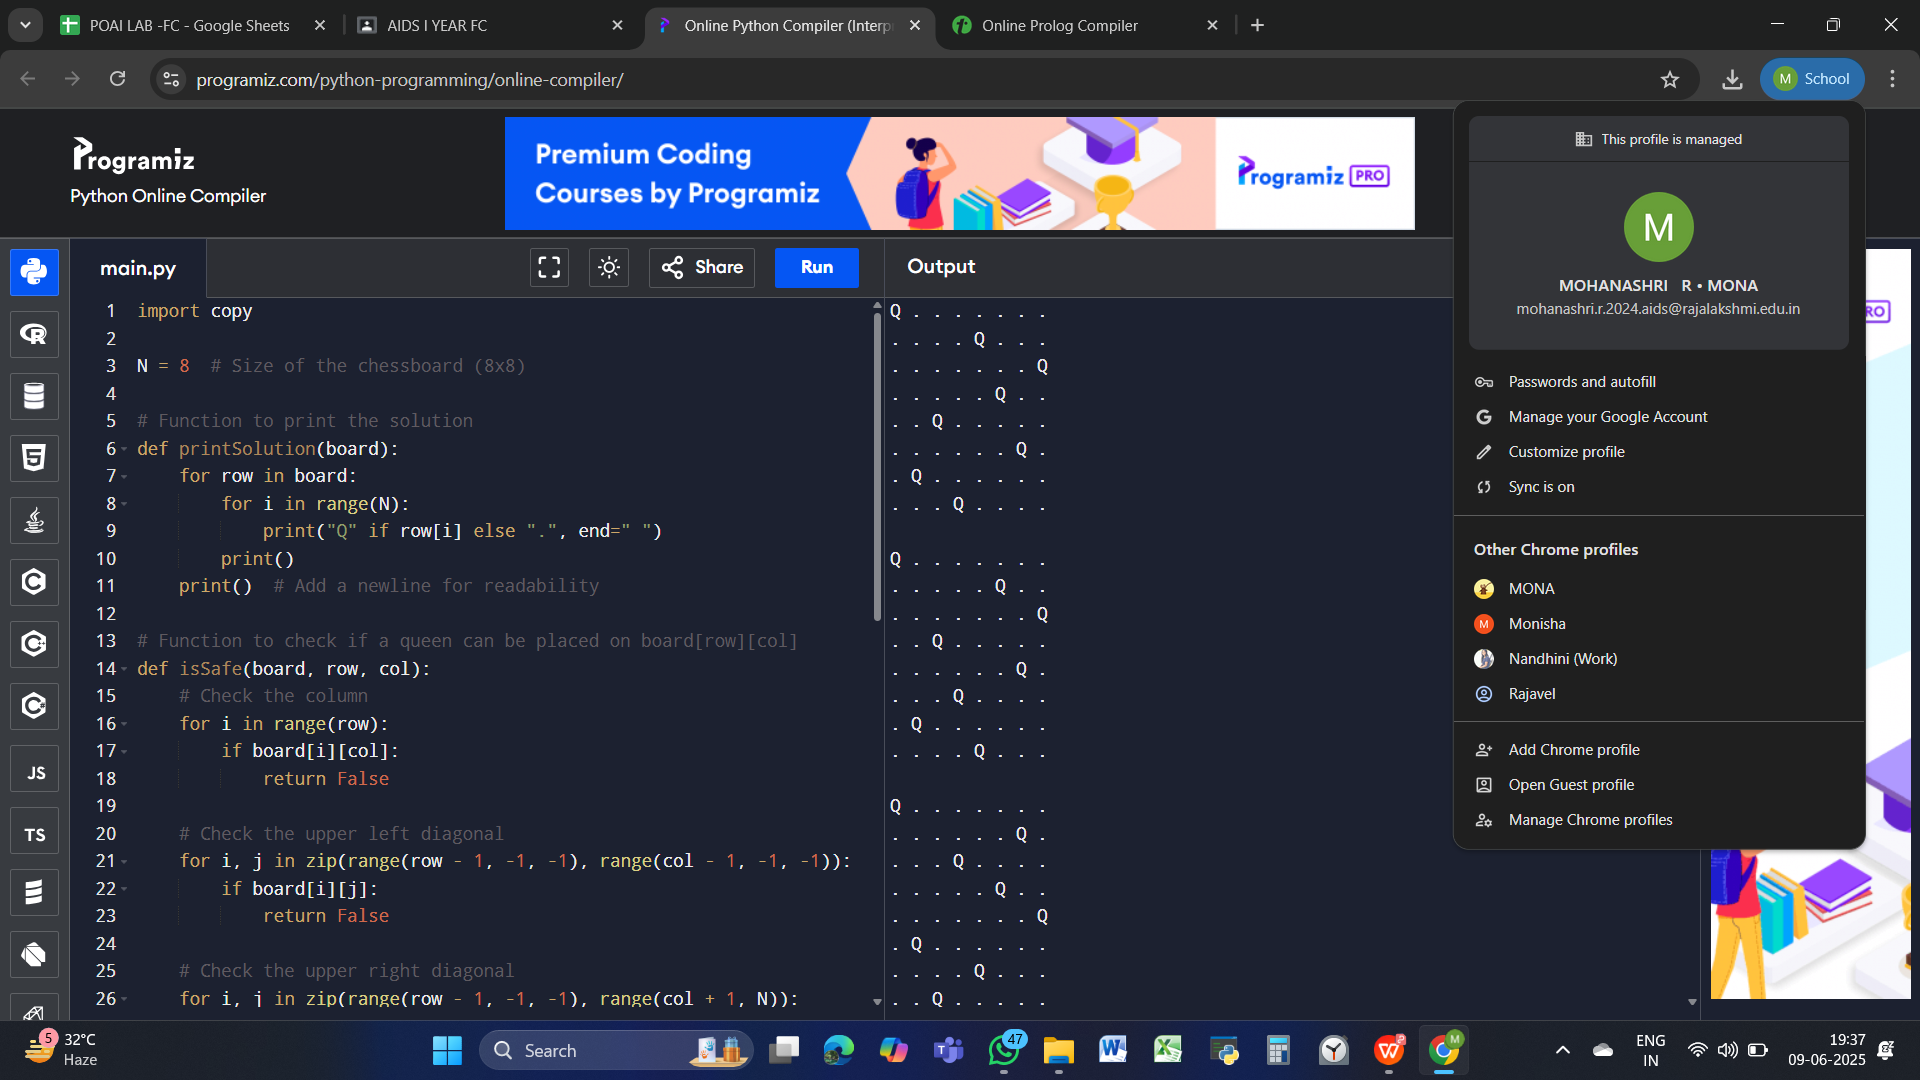 POAI LAB -FC - Google Sheets
AIDS I YEAR FC
Online Python Compiler (Interp
Online Prolog Compiler
programiz.com/python-programming/online-compiler/
M School
Programiz
Python Online Compiler
Premium Coding
Courses by Programiz
Programiz PRO
This profile is managed
M
MOHANASHRI R • MONA
mohanashri.r.2024.aids@rajalakshmi.edu.in
Passwords and autofill
Manage your Google Account
Customize profile
Sync is on
Other Chrome profiles
MONA
M Monisha
Nandhini (Work)
Rajavel
Add Chrome profile
Open Guest profile
Manage Chrome profiles
RO
main.py
Share
Run
Output
R
5
C
C
C
JS
TS
1 import copy
2
3 N = 8 # Size of the chessboard (8x8)
4
5 # Function to print the solution
6 def printSolution(board):
7 for row in board:
8 for i in range(N):
9 print("Q" if row[i] else ".", end=" ")
10 print()
11 print() # Add a newline for readability
12
13 # Function to check if a queen can be placed on board[row][col]
14 def isSafe(board, row, col):
15 # Check the column
16 for i in range(row):
17 if board[i][col]:
18 return False
19
20 # Check the upper left diagonal
21 for i, j in zip(range(row - 1, -1, -1), range(col - 1, -1, -1)):
22 if board[i][j]:
23 return False
24
25 # Check the upper right diagonal
26 for i, j in zip(range(row - 1, -1, -1), range(col + 1, N)):
Q . . . . . . .
. . . . Q . . .
. . . . . . . Q
. . . . . Q . .
. . Q . . . . .
. . . . . . Q .
. Q . . . . . .
. . . Q . . . .
Q . . . . . . .
. . . . . Q . .
. . . . . . . Q
. . Q . . . . .
. . . . . . Q .
. . . Q . . . .
. Q . . . . . .
. . . . Q . . .
Q . . . . . . .
. . . . . . Q .
. . . Q . . . .
. . . . . Q . .
. . . . . . . Q
. Q . . . . . .
. . . . Q . . .
. . Q . . . . .
5
32°C
Haze
Search
47
ENG
IN
19:37
09-06-2025